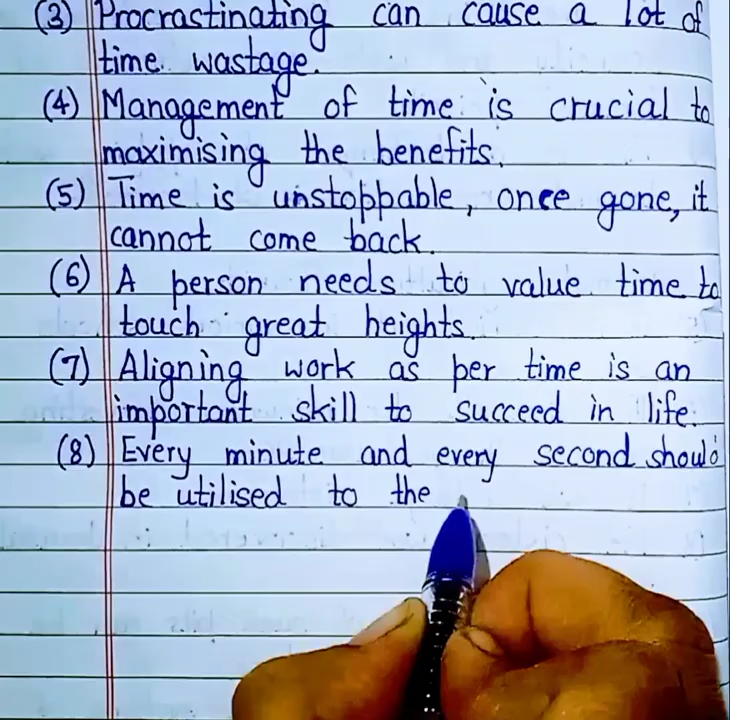 (3) Procrastinating can cause a lot of
time wastage.
(4) Management of time is crucial to
maximising the benefits.
(5) Time is unstoppable, once gone, it
cannot come back.
(6) A person needs to value time to
touch great heights.
(7) Aligning work as per time is an
important skill to succeed in life.
(8) Every minute and every second should
be utilised to the